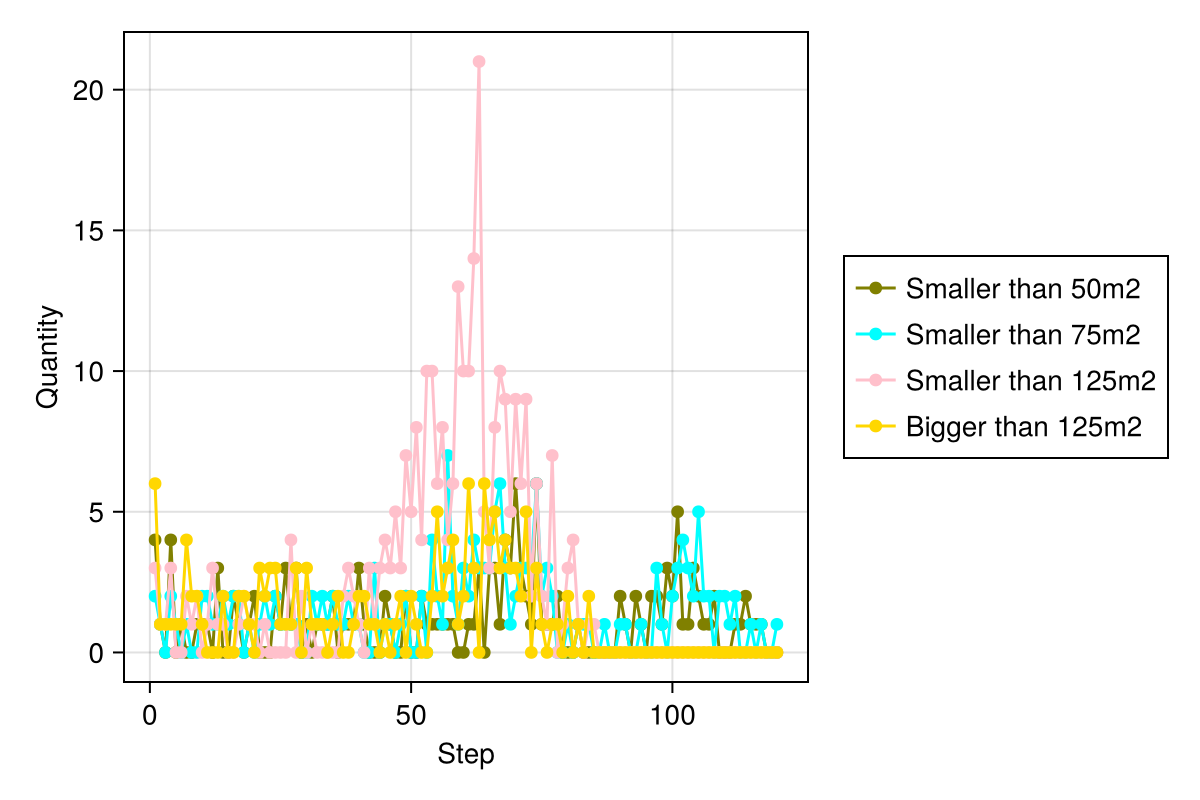 20
15
10
5
0
Quantity
0 50 100
Step
Smaller than 50m2
Smaller than 75m2
Smaller than 125m2
Bigger than 125m2